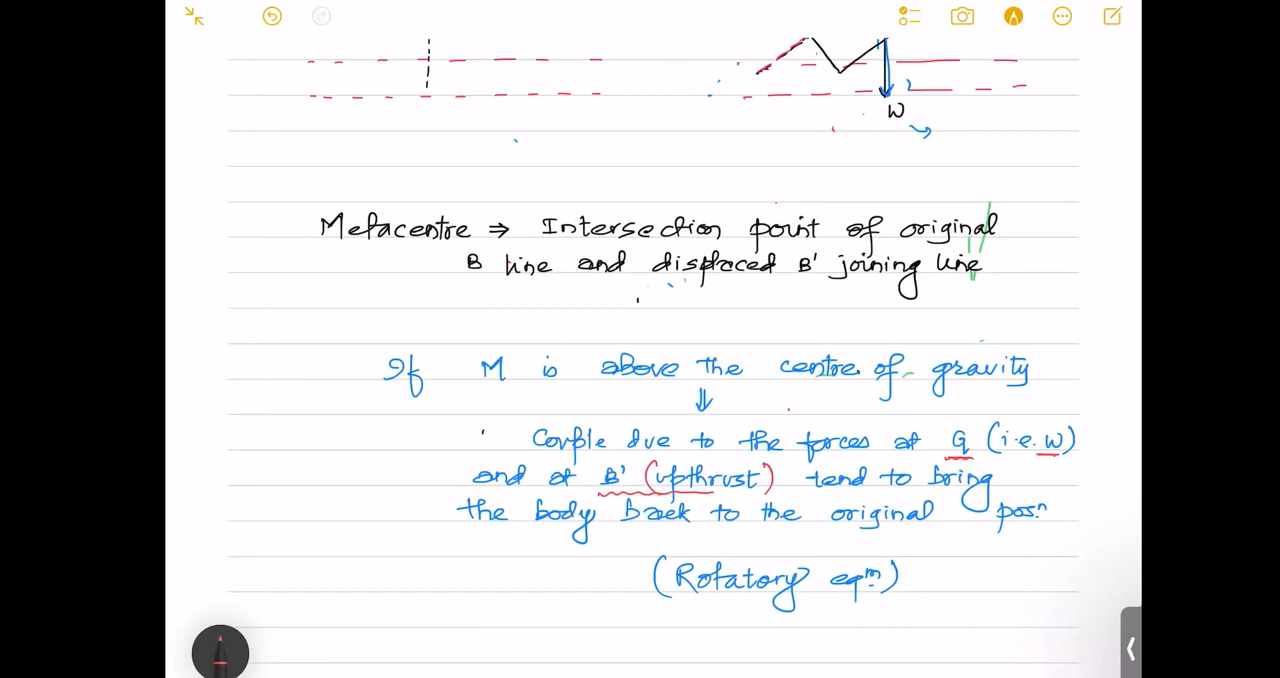 W
Metacentre ⇒ Intersection point of original
B line and displaced B' joining line
If M is above the centre of gravity
⇓
Couple due to the forces at G (i.e. W)
and at B' (upthrust) tend to bring
the body back to the original posⁿ
(Rotatory eqᵐ)